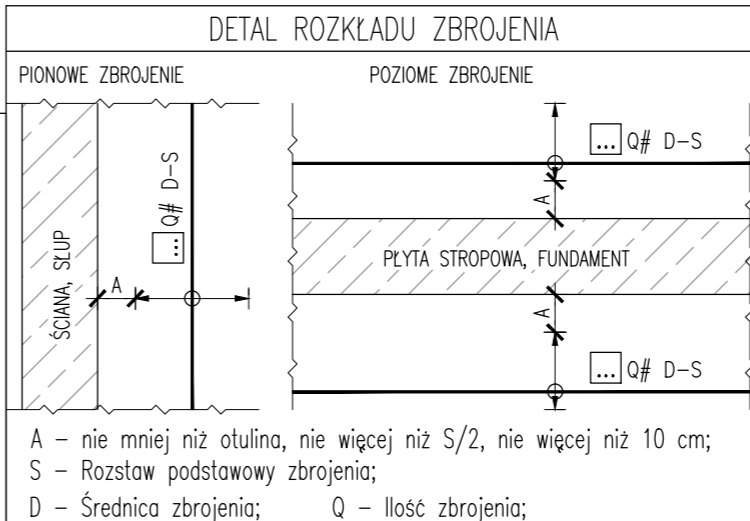 DETAL ROZKŁADU ZBROJENIA
PIONOWE ZBROJENIE
POZIOME ZBROJENIE
ŚCIANA, SŁUP
A
... Q# D-S
... Q# D-S
A
PŁYTA STROPOWA, FUNDAMENT
A
... Q# D-S
A – nie mniej niż otulina, nie więcej niż S/2, nie więcej niż 10 cm;
S – Rozstaw podstawowy zbrojenia;
D – Średnica zbrojenia; Q – Ilość zbrojenia;